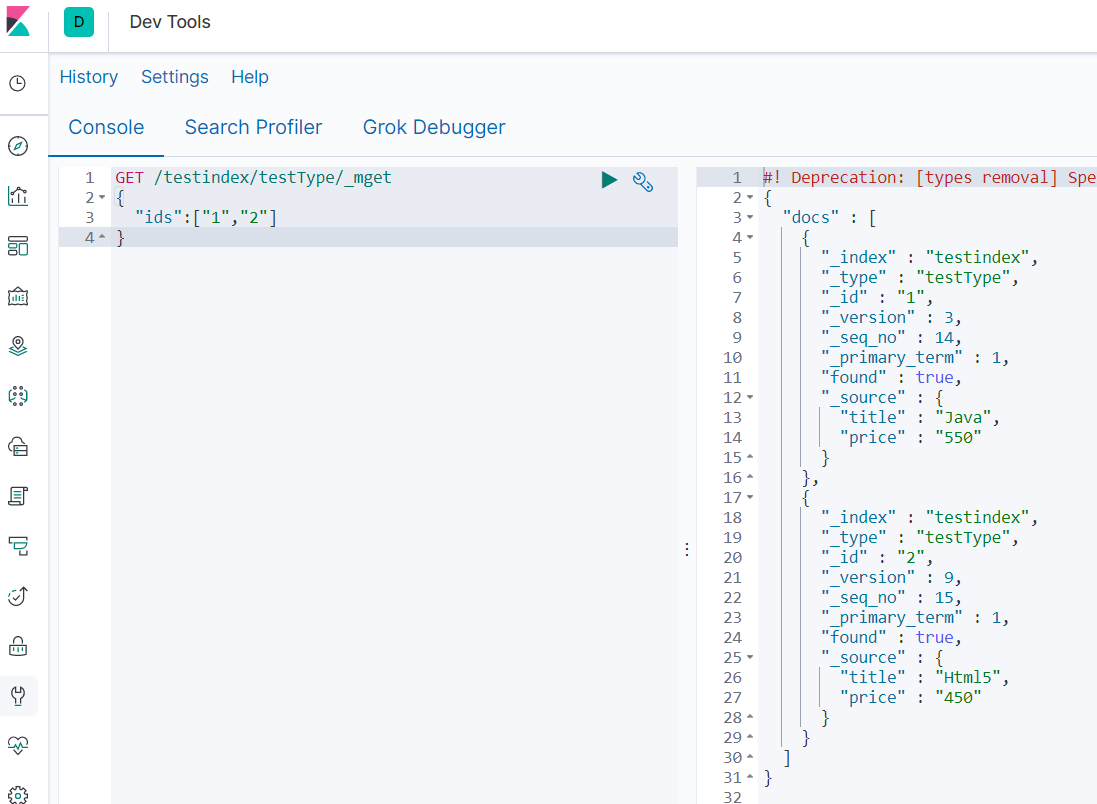 D Dev Tools
History Settings Help
Console Search Profiler Grok Debugger
1 GET /testindex/testType/_mget
2 {
3 "ids":["1","2"]
4 }
1 #! Deprecation: [types removal] Spe
2 {
3 "docs" : [
4 {
5 "_index" : "testindex",
6 "_type" : "testType",
7 "_id" : "1",
8 "_version" : 3,
9 "_seq_no" : 14,
10 "_primary_term" : 1,
11 "found" : true,
12 "_source" : {
13 "title" : "Java",
14 "price" : "550"
15 }
16 },
17 {
18 "_index" : "testindex",
19 "_type" : "testType",
20 "_id" : "2",
21 "_version" : 9,
22 "_seq_no" : 15,
23 "_primary_term" : 1,
24 "found" : true,
25 "_source" : {
26 "title" : "Html5",
27 "price" : "450"
28 }
29 }
30 ]
31 }
32